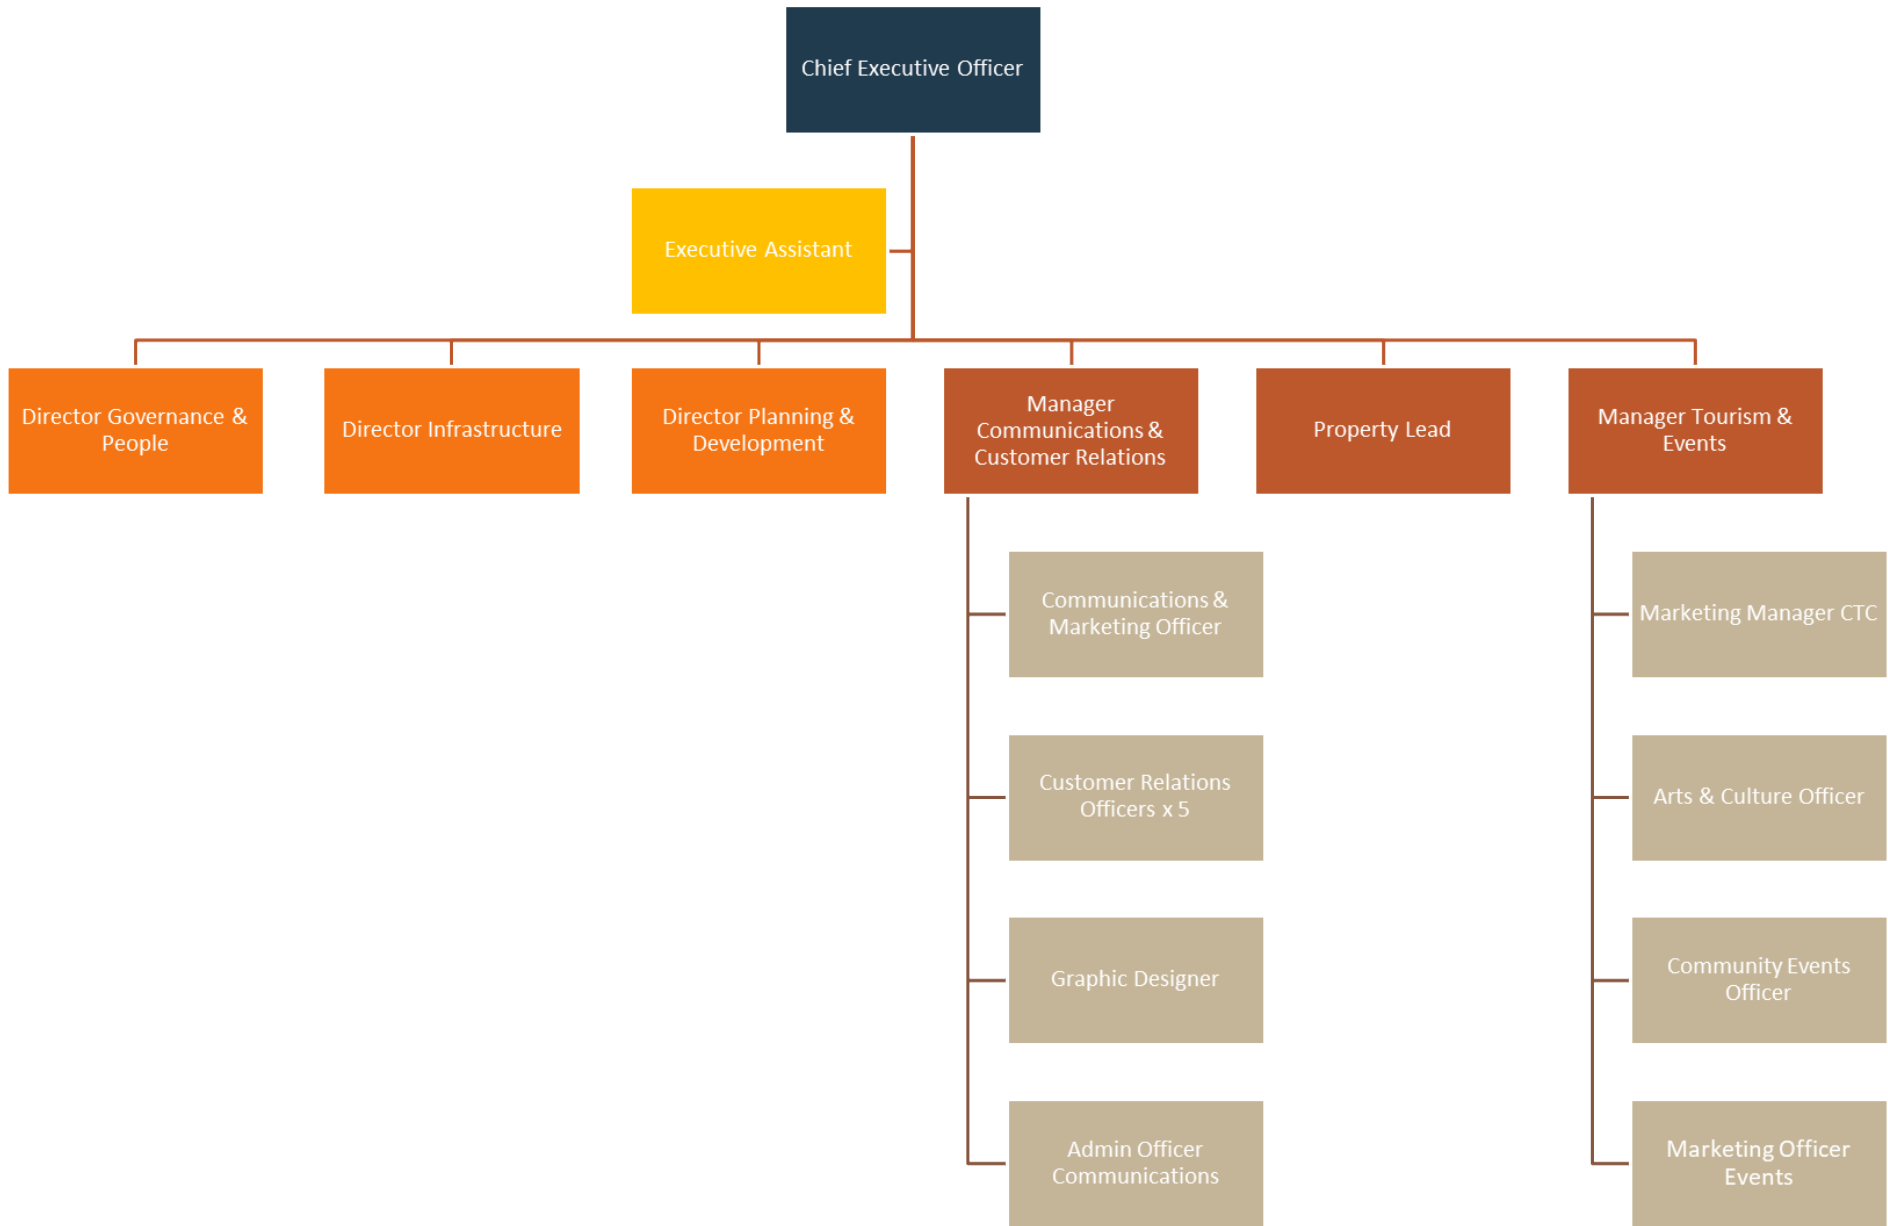 Chief Executive Officer
Executive Assistant
Director Governance &
People
Director Infrastructure
Director Planning &
Development
Manager
Communications &
Customer Relations
Property Lead
Manager Tourism &
Events
Communications &
Marketing Officer
Customer Relations
Officers x 5
Graphic Designer
Admin Officer
Communications
Marketing Manager CTC
Arts & Culture Officer
Community Events
Officer
Marketing Officer
Events